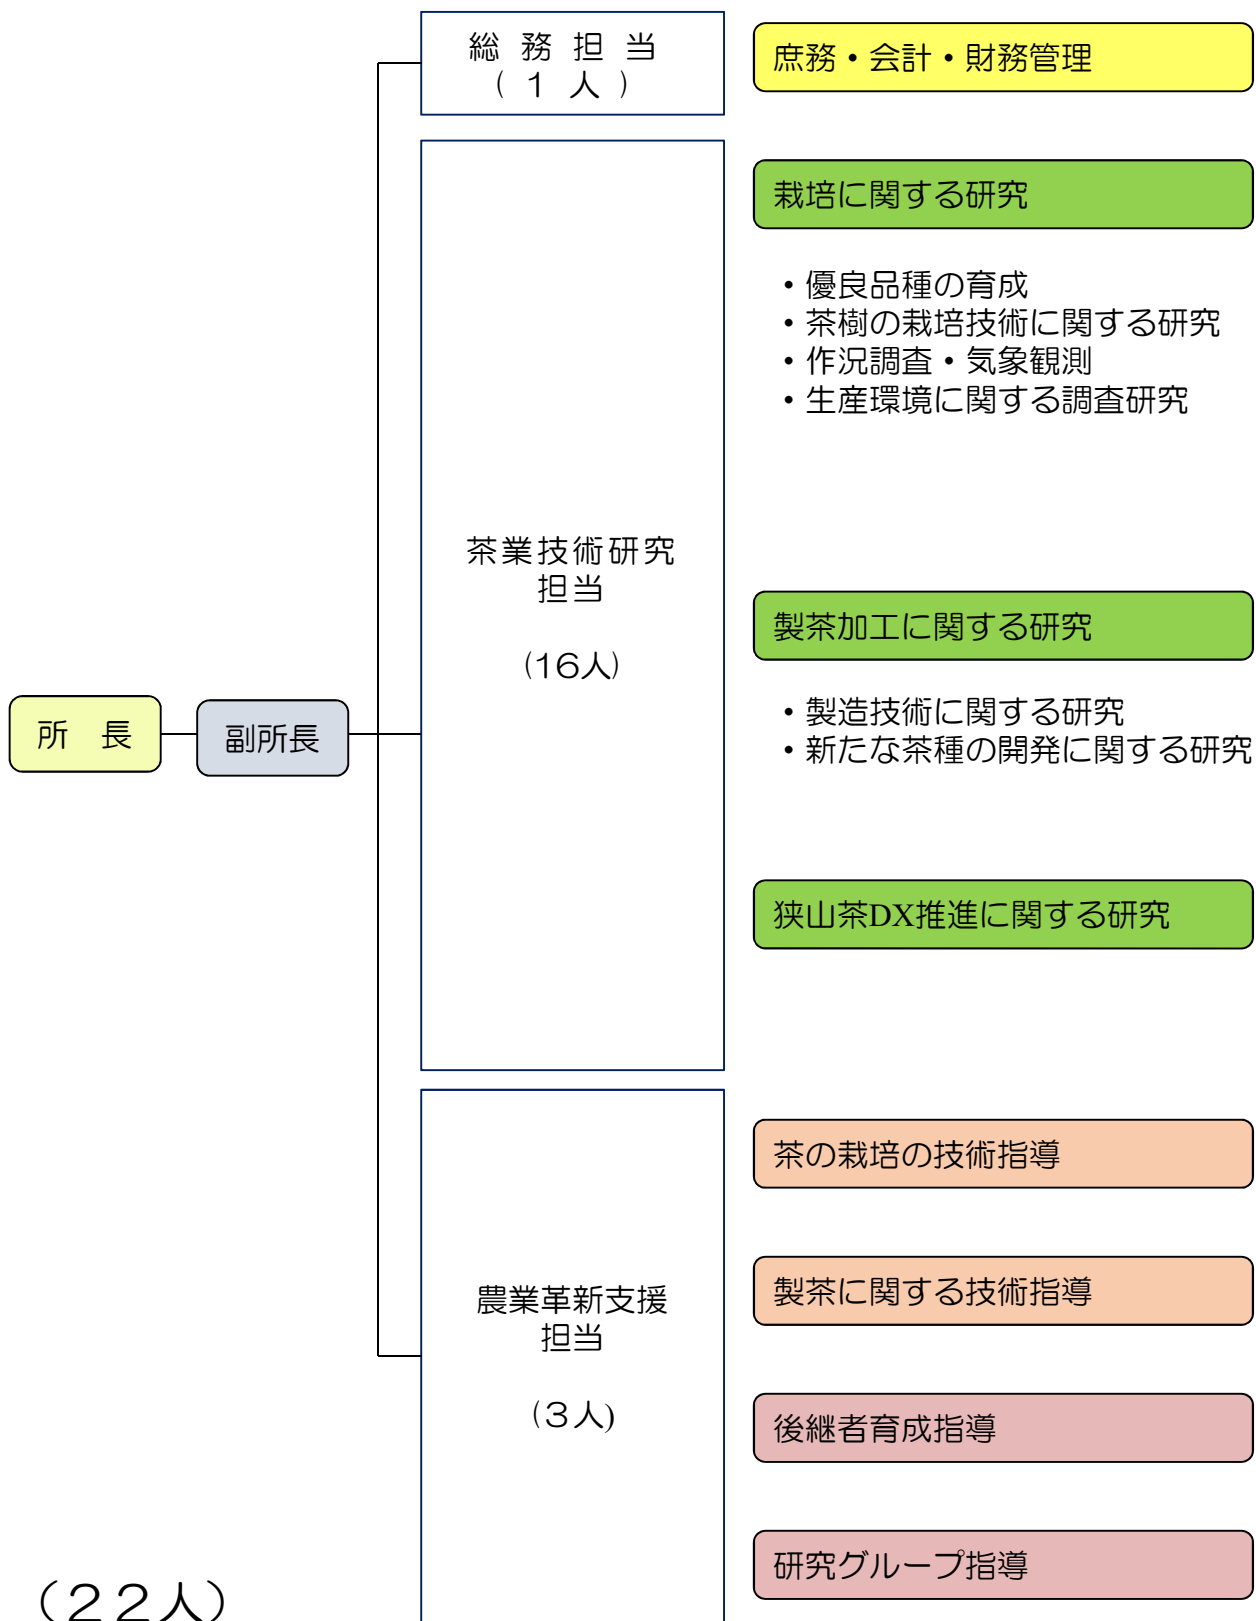 総務担当
(1人)
庶務・会計・財務管理
栽培に関する研究
・優良品種の育成
・茶樹の栽培技術に関する研究
・作況調査・気象観測
・生産環境に関する調査研究
茶業技術研究
担当
(16人)
製茶加工に関する研究
・製造技術に関する研究
・新たな茶種の開発に関する研究
所　長
副所長
狭山茶DX推進に関する研究
茶の栽培の技術指導
製茶に関する技術指導
農業革新支援
担当
(3人)
後継者育成指導
研究グループ指導
(22人)